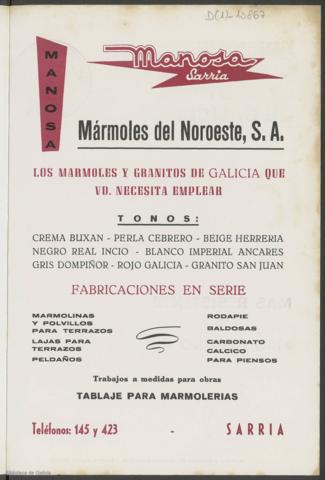 D(1)-10867
MANOSA
Manosa
Sarria
Mármoles del Noroeste, S. A.
LOS MARMOLES Y GRANITOS DE GALICIA QUE
VD. NECESITA EMPLEAR
TONOS:
CREMA BUXAN - PERLA CEBRERO - BEIGE HERRERIA
NEGRO REAL INCIO - BLANCO IMPERIAL ANCARES
GRIS DOMPIÑOR - ROJO GALICIA - GRANITO SAN JUAN
FABRICACIONES EN SERIE
MARMOLINAS
Y POLVILLOS
PARA TERRAZOS
LAJAS PARA
TERRAZOS
PELDAÑOS
RODAPIE
BALDOSAS
CARBONATO
CALCICO
PARA PIENSOS
Trabajos a medidas para obras
TABLAJE PARA MARMOLERIAS
Teléfonos: 145 y 423 - SARRIA
Biblioteca de Galicia